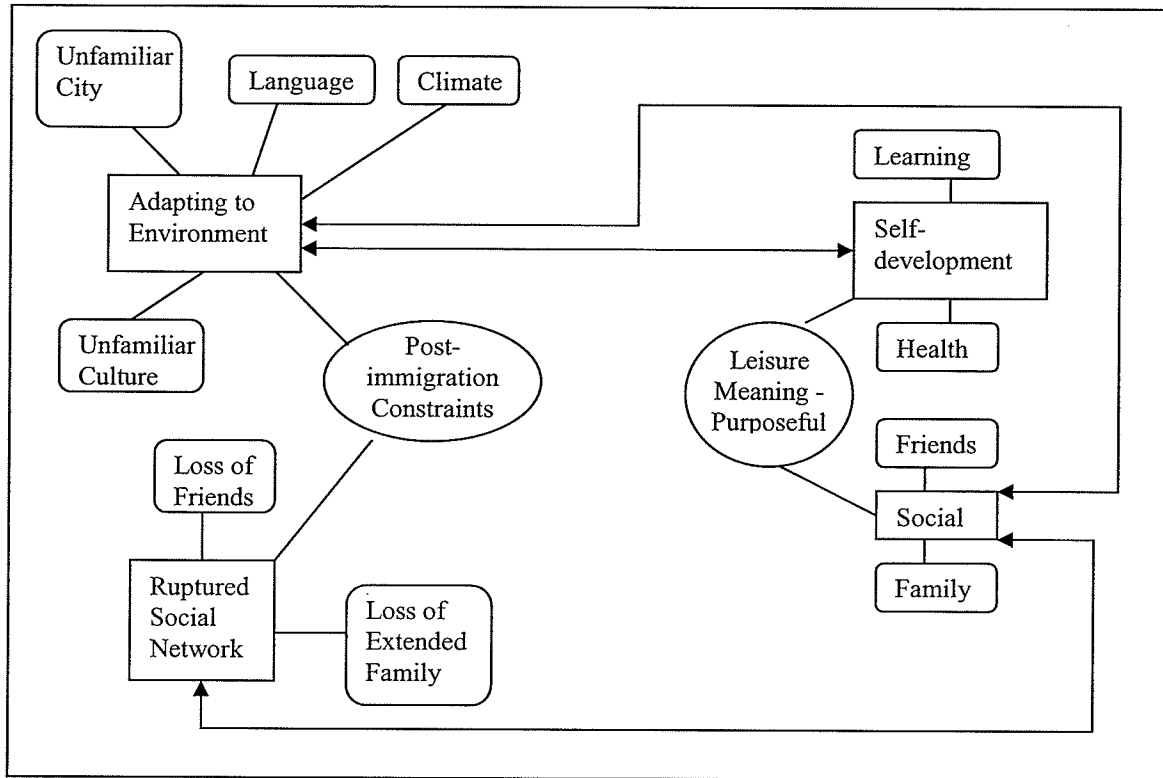 Unfamiliar
City
Language
Climate
Adapting to
Environment
Unfamiliar
Culture
Post-
immigration
Constraints
Loss of
Friends
Ruptured
Social
Network
Loss of
Extended
Family
Learning
Self-
development
Health
Leisure
Meaning -
Purposeful
Friends
Social
Family